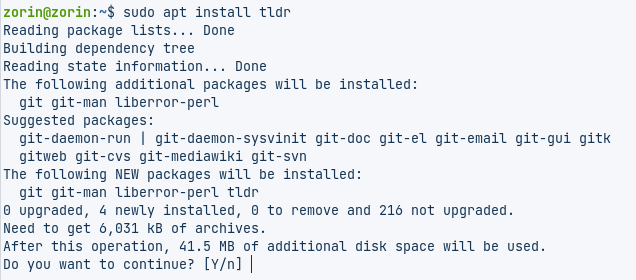 zorin@zorin:~$ sudo apt install tldr
Reading package lists... Done
Building dependency tree
Reading state information... Done
The following additional packages will be installed:
  git git-man liberror-perl
Suggested packages:
  git-daemon-run | git-daemon-sysvinit git-doc git-el git-email git-gui gitk
  gitweb git-cvs git-mediawiki git-svn
The following NEW packages will be installed:
  git git-man liberror-perl tldr
0 upgraded, 4 newly installed, 0 to remove and 216 not upgraded.
Need to get 6,031 kB of archives.
After this operation, 41.5 MB of additional disk space will be used.
Do you want to continue? [Y/n]